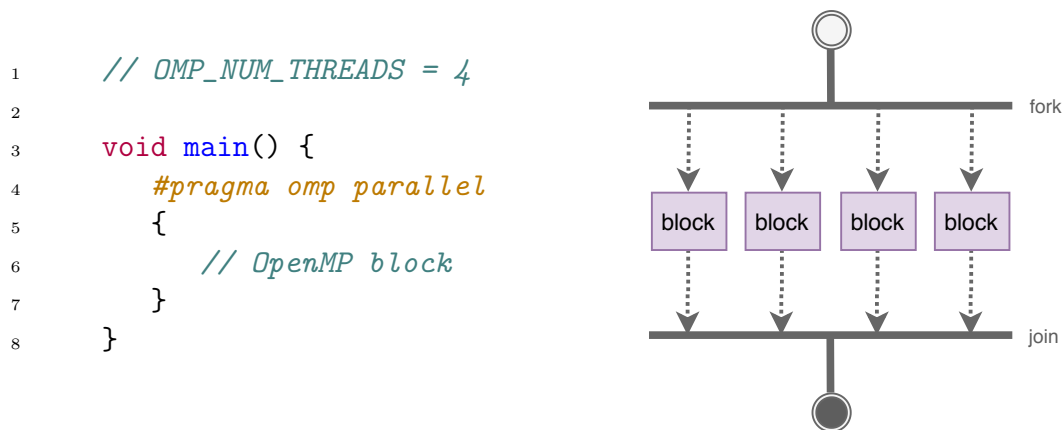 1 // OMP_NUM_THREADS = 4
2
3 void main() {
4 #pragma omp parallel
5 {
6 // OpenMP block
7 }
8 }
fork
block block block block
join